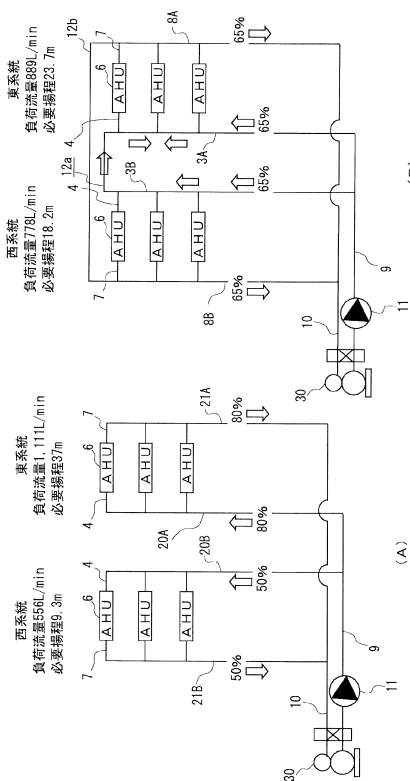 西系統
負荷流量556L/min
必要揚程9.3m
東系統
負荷流量1,111L/min
必要揚程37m
7
6
4
4
6
7
AHU
AHU
AHU
AHU
AHU
AHU
21B
20B
20A
21A
50%
50%
80%
80%
10
9
30
11
(A)
西系統
負荷流量778L/min
必要揚程18.2m
東系統
負荷流量889L/min
必要揚程23.7m
12a
12b
7
6
4
4
6
7
AHU
AHU
AHU
AHU
AHU
AHU
8B
3B
3A
8A
65%
65%
65%
65%
10
9
30
11